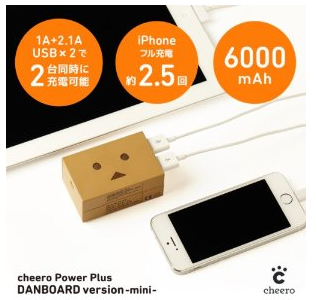 1A+2.1A
USB×2で
2台同時に
充電可能
iPhone
フル充電
約2.5回
6000
mAh
cheero Power Plus
DANBOARD version-mini-
cheero